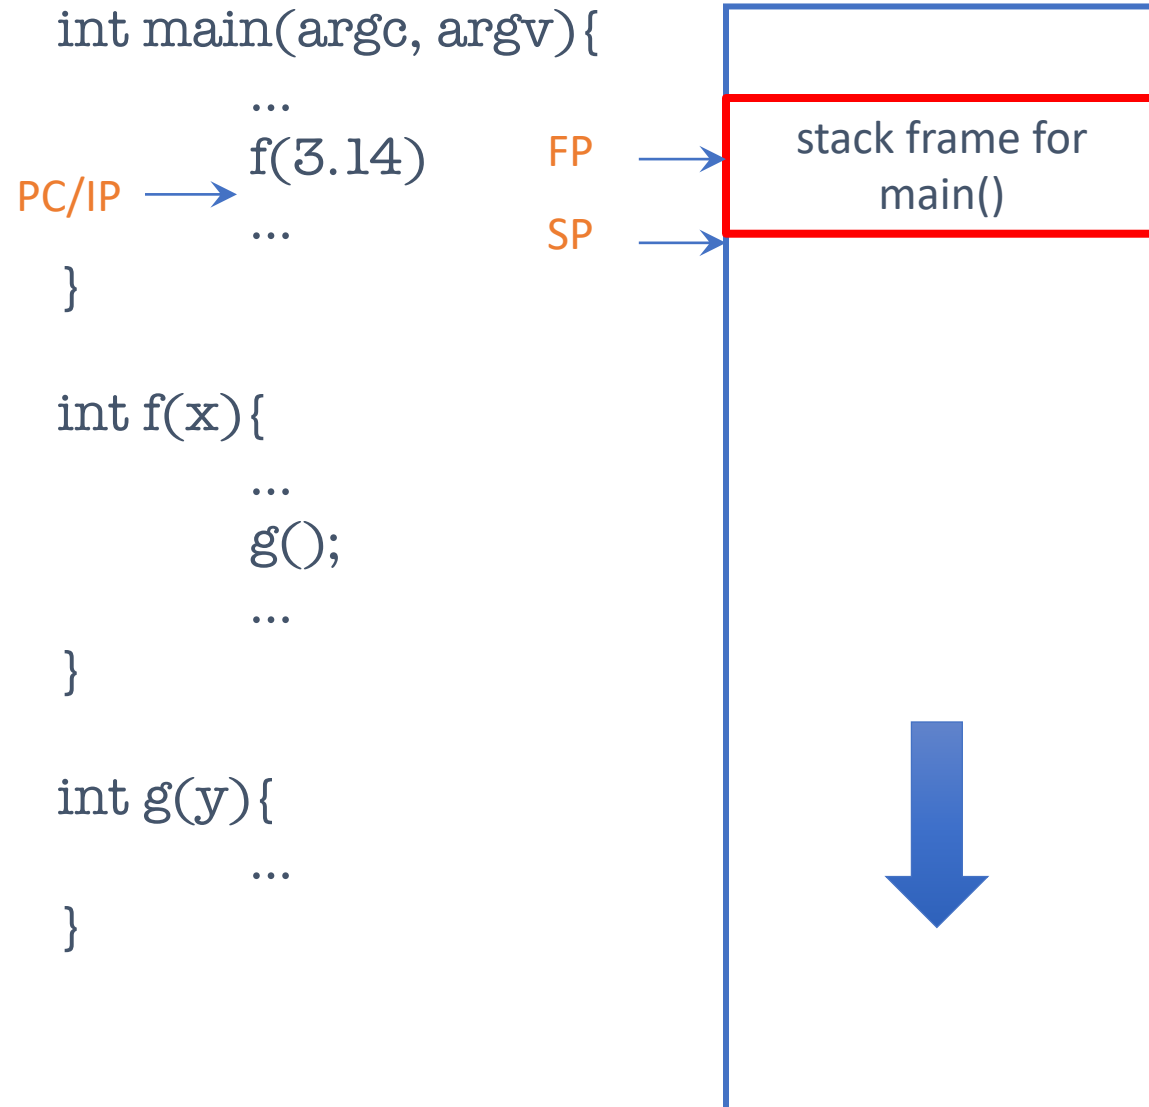 int main(argc, argv){
...
f(3.14)
PC/IP
...
}
int f(x){
...
g();
...
}
int g(y){
...
}
FP
SP
stack frame for
main()